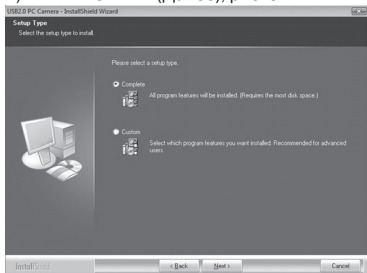 USB2.0 PC Camera - InstallShield Wizard
Setup Type
Select the setup type to install.
Please select a setup type.
Complete
All program features will be installed. (Requires the most disk space.)
Custom
Select which program features you want installed. Recommended for advanced
users.
InstallShield
< Back
Next >
Cancel